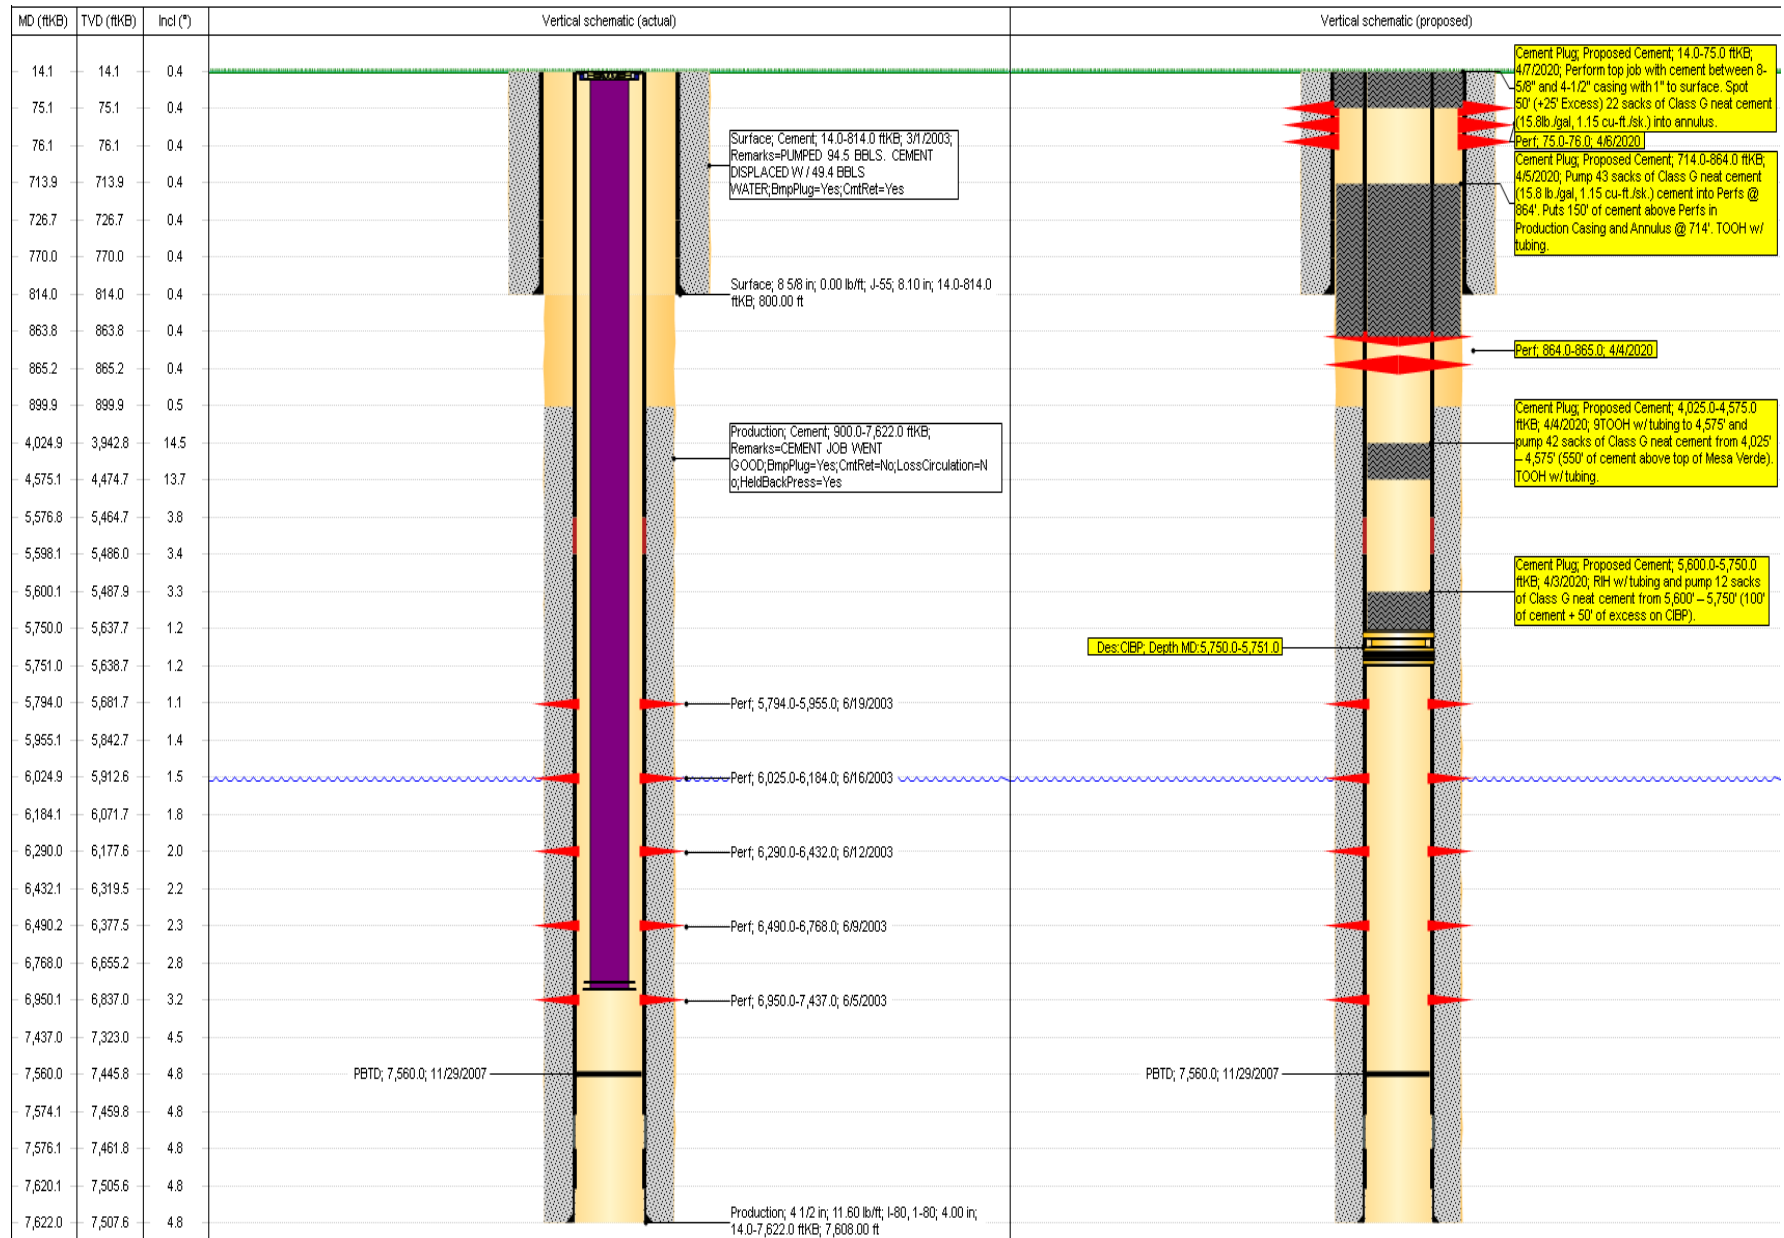 MD (ftKB) TVD (ftKB) Incl (°) Vertical schematic (actual) Vertical schematic (proposed)
14.1 14.1 0.4
75.1 75.1 0.4
76.1 76.1 0.4
713.9 713.9 0.4
726.7 726.7 0.4
770.0 770.0 0.4
814.0 814.0 0.4
863.8 863.8 0.4
865.2 865.2 0.4
899.9 899.9 0.5
4,024.9 3,942.8 14.5
4,575.1 4,474.7 13.7
5,576.8 5,464.7 3.8
5,598.1 5,486.0 3.4
5,600.1 5,487.9 3.3
5,750.0 5,637.7 1.2
5,751.0 5,638.7 1.2
5,794.0 5,681.7 1.1
5,955.1 5,842.7 1.4
6,024.9 5,912.6 1.5
6,184.1 6,071.7 1.8
6,290.0 6,177.6 2.0
6,432.1 6,319.5 2.2
6,490.2 6,377.5 2.3
6,768.0 6,655.2 2.8
6,950.1 6,837.0 3.2
7,437.0 7,323.0 4.5
7,560.0 7,445.8 4.8
7,574.1 7,459.8 4.8
7,576.1 7,461.8 4.8
7,620.1 7,505.6 4.8
7,622.0 7,507.6 4.8
Surface; Cement; 14.0-814.0 ftKB; 3/1/2003;
Remarks=PUMPED 94.5 BBLS. CEMENT
DISPLACED W / 49.4 BBLS
WATER;BmpPlug=Yes;CmtRet=Yes
Surface; 8 5/8 in; 0.00 lb/ft; J-55; 8.10 in; 14.0-814.0
ftKB; 800.00 ft
Production; Cement; 900.0-7,622.0 ftKB;
Remarks=CEMENT JOB WENT
GOOD;BmpPlug=Yes;CmtRet=No;LossCirculation=N
o;HeldBackPress=Yes
Perf; 5,794.0-5,955.0; 6/19/2003
Perf; 6,025.0-6,184.0; 6/16/2003
Perf; 6,290.0-6,432.0; 6/12/2003
Perf; 6,490.0-6,768.0; 6/9/2003
Perf; 6,950.0-7,437.0; 6/5/2003
PBTD; 7,560.0; 11/29/2007
Production; 4 1/2 in; 11.60 lb/ft; I-80, 1-80; 4.00 in;
14.0-7,622.0 ftKB; 7,608.00 ft
Cement Plug; Proposed Cement; 14.0-75.0 ftKB;
4/7/2020; Perform top job with cement between 8-
5/8" and 4-1/2" casing with 1" to surface. Spot
50' (+25' Excess) 22 sacks of Class G neat cement
(15.8lb./gal, 1.15 cu-ft./sk.) into annulus.
Perf; 75.0-76.0; 4/6/2020
Cement Plug; Proposed Cement; 714.0-864.0 ftKB;
4/5/2020; Pump 43 sacks of Class G neat cement
(15.8 lb./gal, 1.15 cu-ft./sk.) cement into Perfs @
864'. Puts 150' of cement above Perfs in
Production Casing and Annulus @ 714'. TOOH w/
tubing.
Perf; 864.0-865.0; 4/4/2020
Cement Plug; Proposed Cement; 4,025.0-4,575.0
ftKB; 4/4/2020; 9TOOH w/ tubing to 4,575' and
pump 42 sacks of Class G neat cement from 4,025'
– 4,575' (550' of cement above top of Mesa Verde).
TOOH w/ tubing.
Cement Plug; Proposed Cement; 5,600.0-5,750.0
ftKB; 4/3/2020; RIH w/ tubing and pump 12 sacks
of Class G neat cement from 5,600' – 5,750' (100'
of cement + 50' of excess on CIBP).
Des:CIBP; Depth MD:5,750.0-5,751.0
PBTD; 7,560.0; 11/29/2007